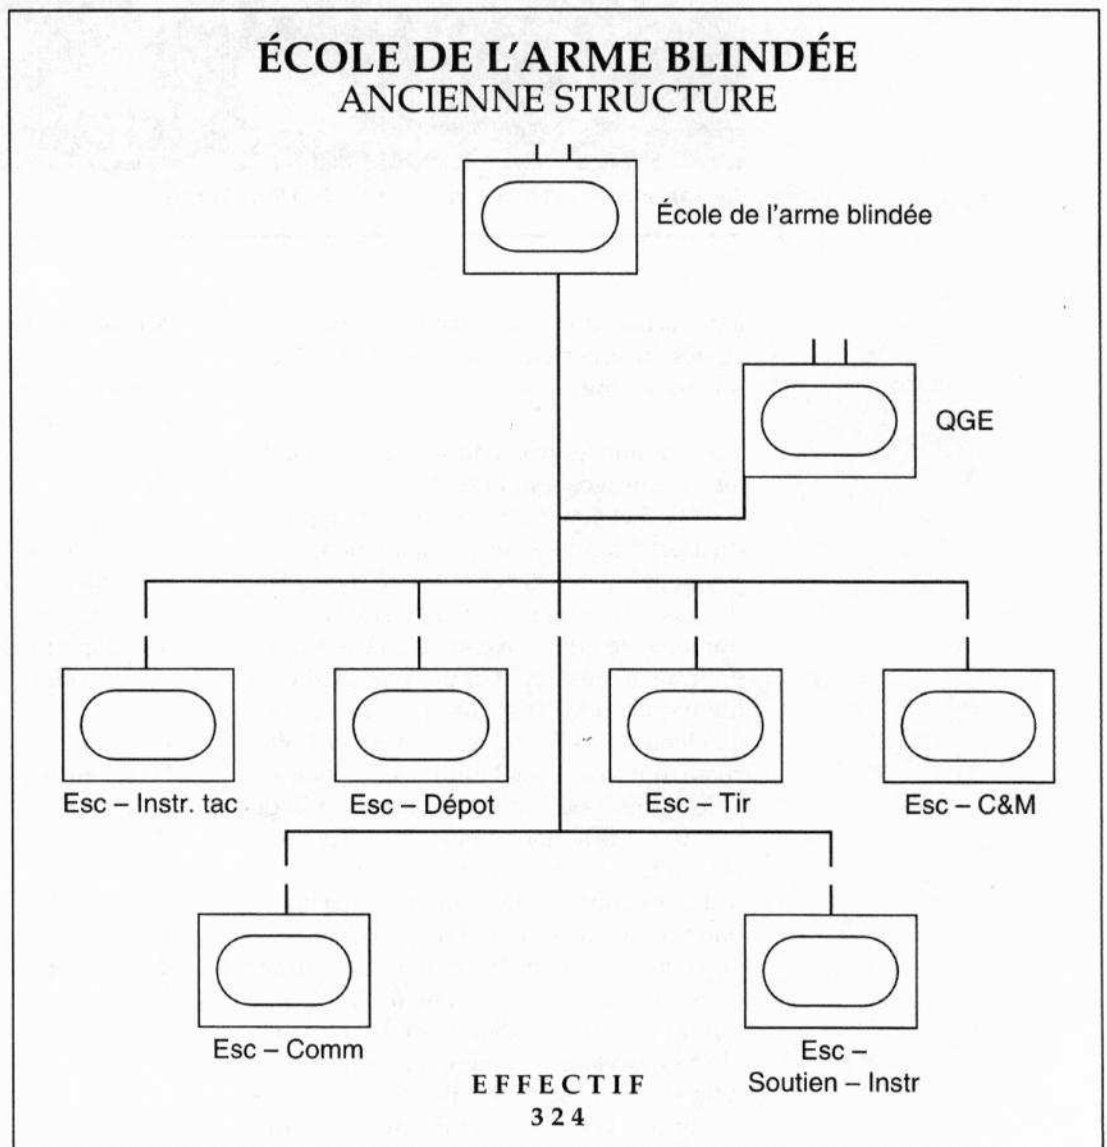 ÉCOLE DE L'ARME BLINDÉE
ANCIENNE STRUCTURE
École de l'arme blindée
QGE
Esc – Instr. tac
Esc – Dépot
Esc – Tir
Esc – C&M
Esc – Comm
Esc –
Soutien – Instr
EFFECTIF
324